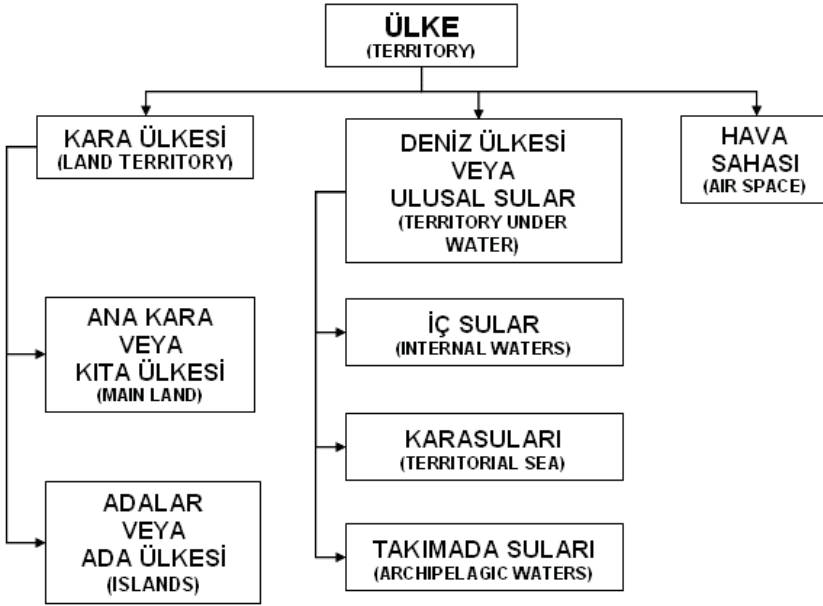 ÜLKE
(TERRITORY)
KARA ÜLKESİ
(LAND TERRITORY)
DENİZ ÜLKESİ
VEYA
ULUSAL SULAR
(TERRITORY UNDER
WATER)
HAVA
SAHASI
(AIR SPACE)
ANA KARA
VEYA
KITA ÜLKESİ
(MAIN LAND)
ADALAR
VEYA
ADA ÜLKESİ
(ISLANDS)
İÇ SULAR
(INTERNAL WATERS)
KARASULARI
(TERRITORIAL SEA)
TAKIMADA SULARI
(ARCHIPELAGIC WATERS)